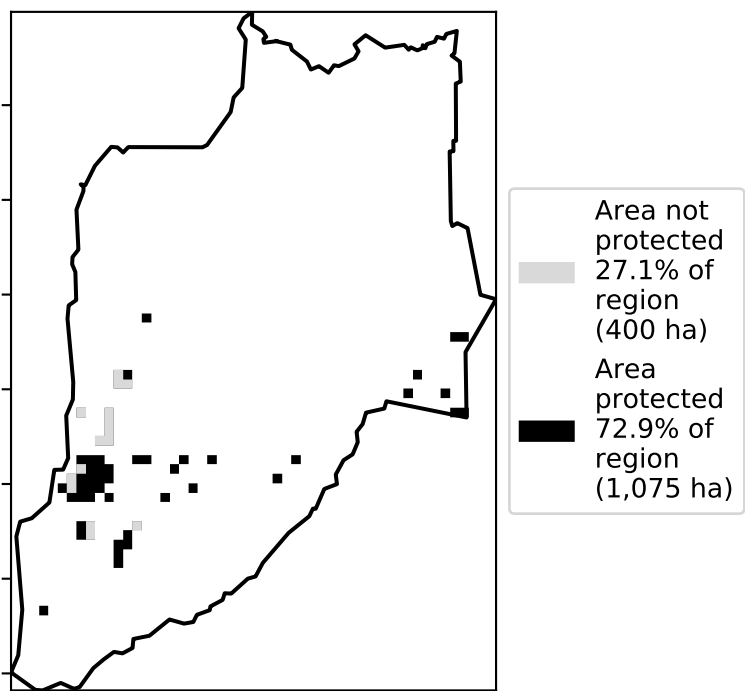 Area not
protected
27.1% of
region
(400 ha)
Area
protected
72.9% of
region
(1,075 ha)